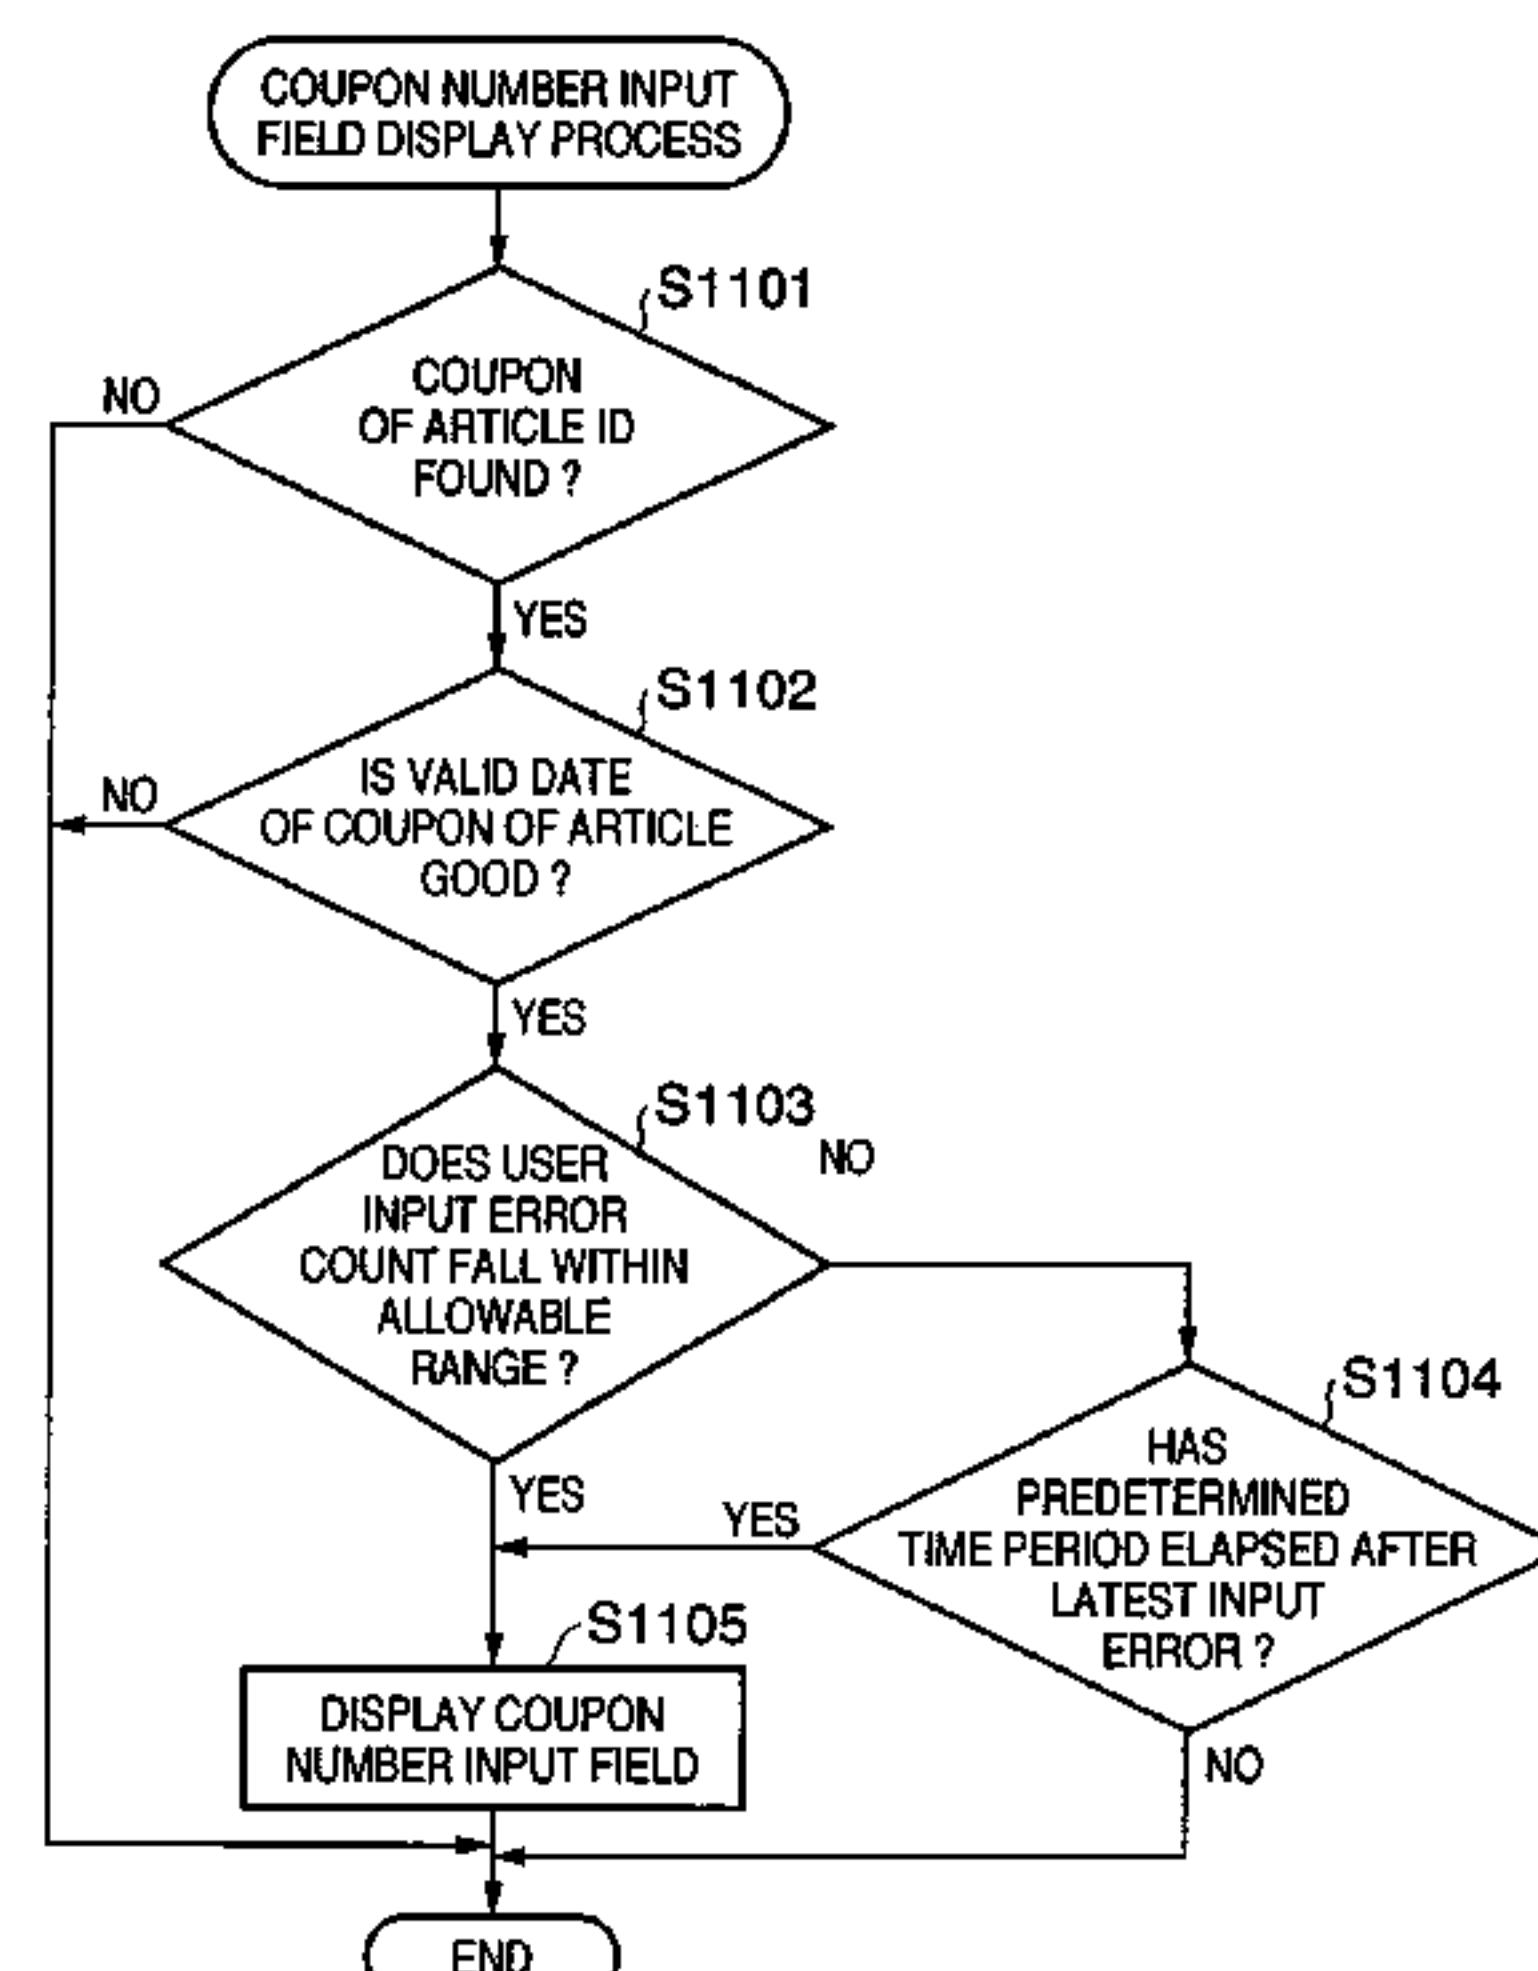 COUPON NUMBER INPUT
FIELD DISPLAY PROCESS
S1101
NO
COUPON
OF ARTICLE ID
FOUND ?
YES
S1102
NO
IS VALID DATE
OF COUPON OF ARTICLE
GOOD ?
YES
S1103
NO
DOES USER
INPUT ERROR
COUNT FALL WITHIN
ALLOWABLE
RANGE ?
S1104
HAS
PREDETERMINED
TIME PERIOD ELAPSED AFTER
LATEST INPUT
ERROR ?
YES
YES
S1105
DISPLAY COUPON
NUMBER INPUT FIELD
NO
END